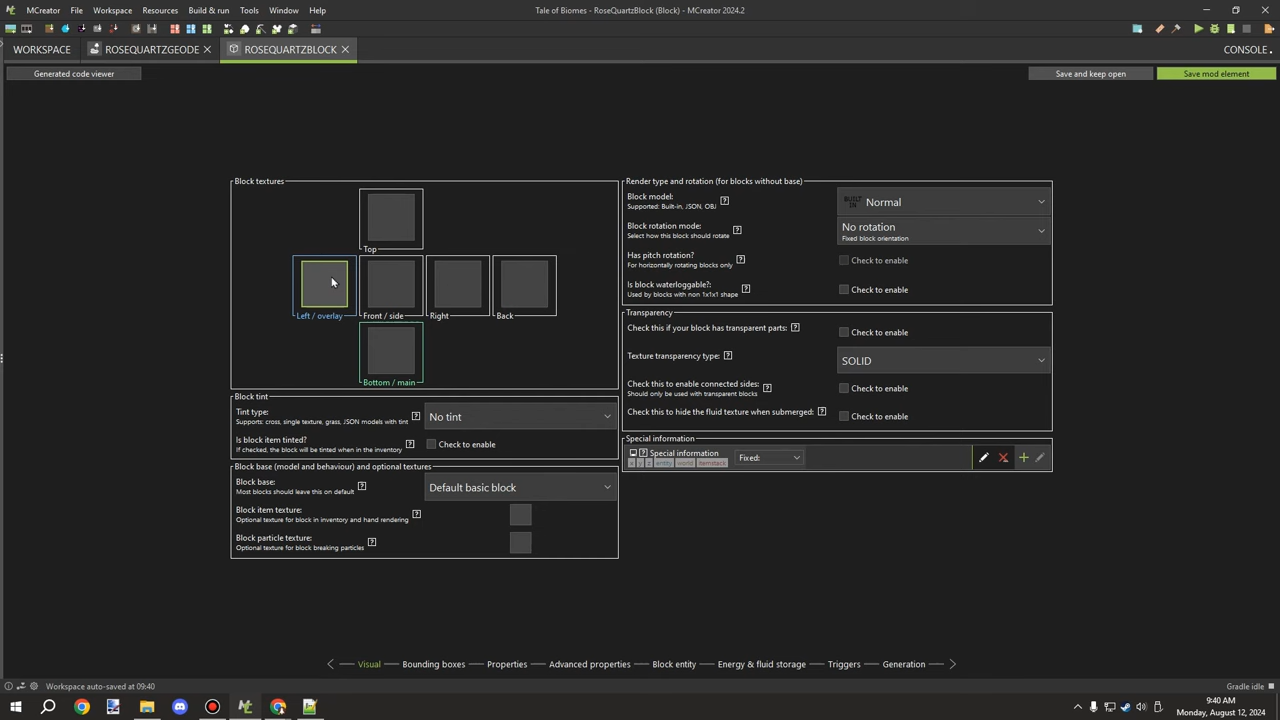 MCreator File Workspace Resources Build & run Tools Window Help
Tale of Biomes - RoseQuartzBlock (Block) - MCreator 2024.2
WORKSPACE ROSEQUARTZGEODE ROSEQUARTZBLOCK CONSOLE
Generated code viewer Save and keep open Save mod element
Block textures
Top
Left / overlay Front / side Right Back
Bottom / main
Block tint
Tint type: ?
Supports: cross, single texture, grass, JSON models with tint
No tint
Is block item tinted? ?
If checked, the block will be tinted when in the inventory
Check to enable
Block base (model and behaviour) and optional textures
Block base: ?
Most blocks should leave this on default
Default basic block
Block item texture: ?
Optional texture for block in inventory and hand rendering
Block particle texture: ?
Optional texture for block breaking particles
Render type and rotation (for blocks without base)
Block model: ?
Supported: Built-in, JSON, OBJ
BUILT IN Normal
Block rotation mode: ?
Select how this block should rotate
No rotation
Fixed block orientation
Has pitch rotation? ?
For horizontally rotating blocks only
Check to enable
Is block waterloggable?: ?
Used by blocks with non 1x1x1 shape
Check to enable
Transparency
Check this if your block has transparent parts: ?
Check to enable
Texture transparency type: ?
SOLID
Check this to enable connected sides: ?
Should only be used with transparent blocks
Check to enable
Check this to hide the fluid texture when submerged: ?
Check to enable
Special information
? Special information
x y z entity world itemstack
Fixed:
Visual Bounding boxes Properties Advanced properties Block entity Energy & fluid storage Triggers Generation
Workspace auto-saved at 09:40 Gradle idle
9:40 AM
Monday, August 12, 2024